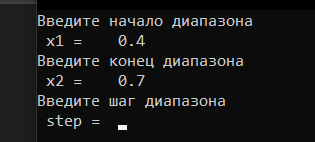 Введите начало диапазона
x1 = 0.4
Введите конец диапазона
x2 = 0.7
Введите шаг диапазона
step =